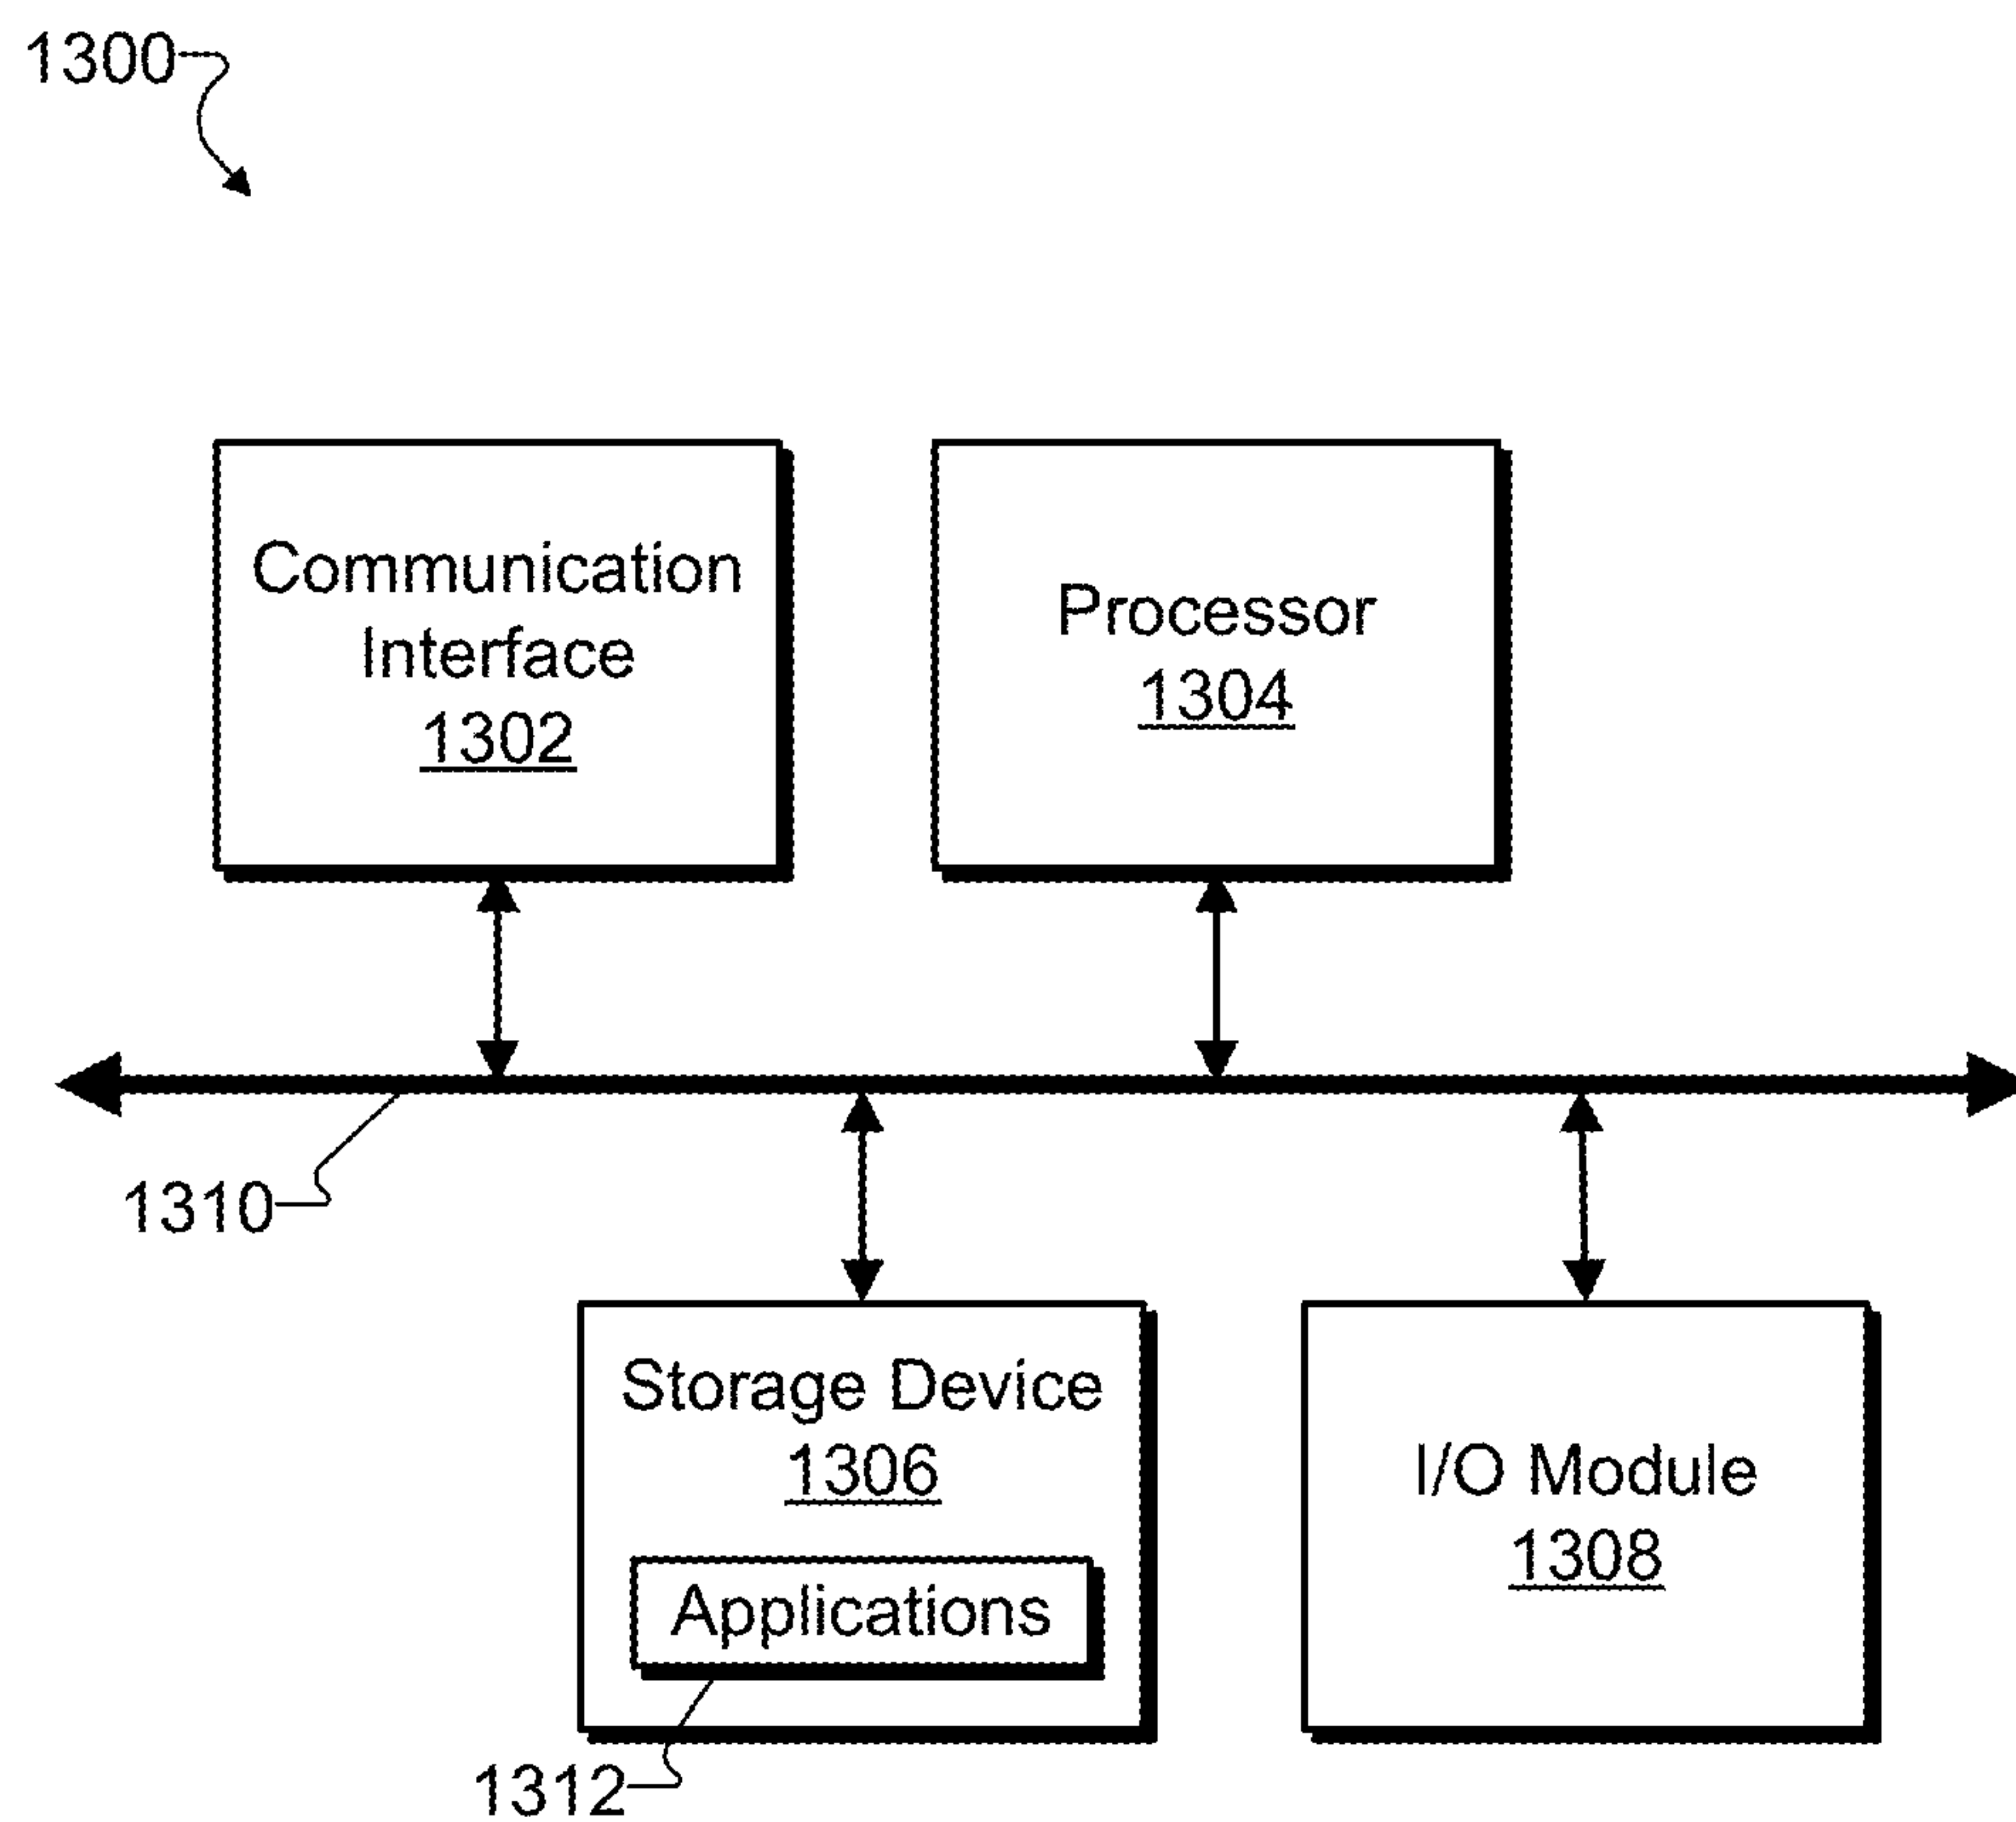 1300
Communication
Interface
1302
Processor
1304
1310
Storage Device
1306
Applications
1312
I/O Module
1308